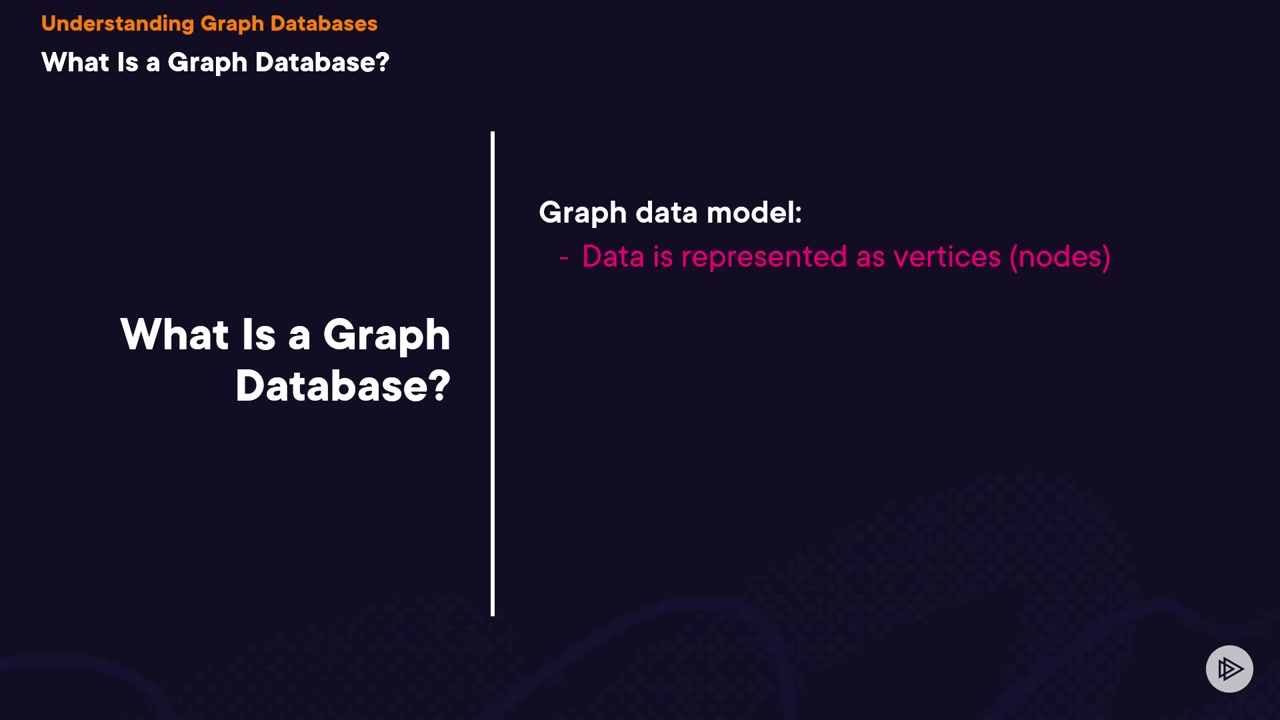 Understanding Graph Databases
What Is a Graph Database?
What Is a Graph
Database?
Graph data model:
- Data is represented as vertices (nodes)